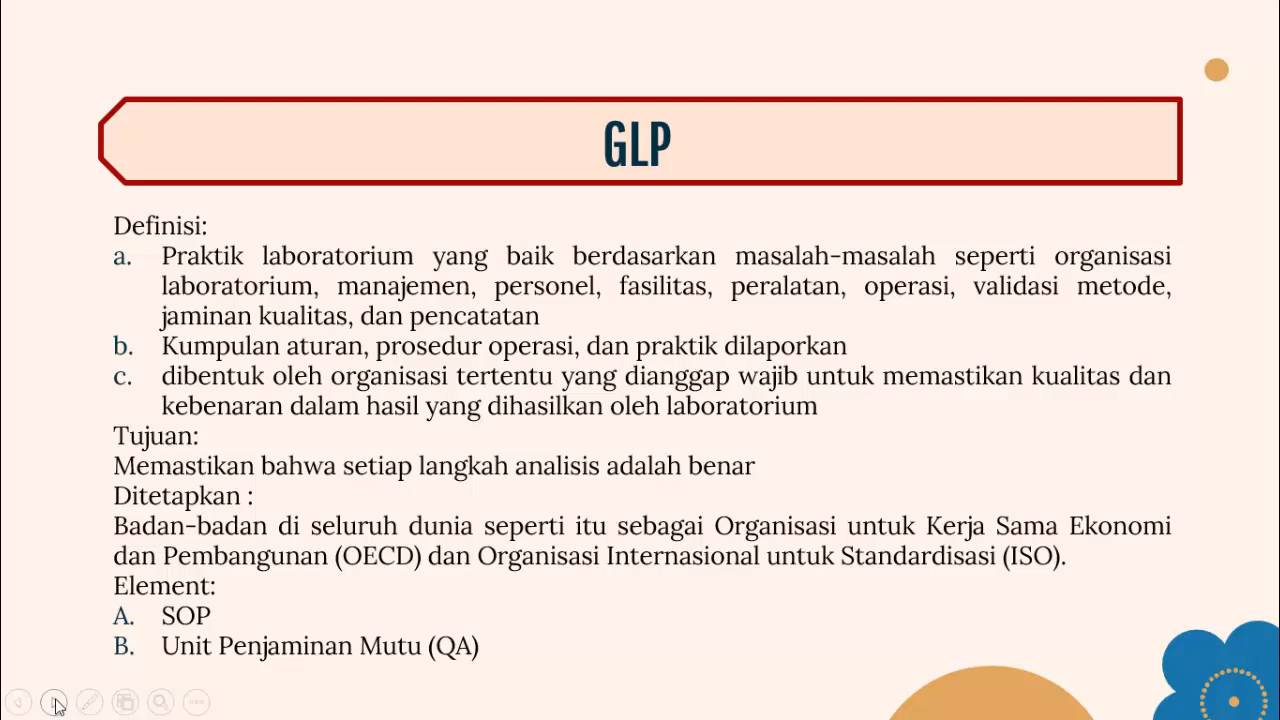 GLP
Definisi:
a. Praktik laboratorium yang baik berdasarkan masalah-masalah seperti organisasi
laboratorium, manajemen, personel, fasilitas, peralatan, operasi, validasi metode,
jaminan kualitas, dan pencatatan
b. Kumpulan aturan, prosedur operasi, dan praktik dilaporkan
c. dibentuk oleh organisasi tertentu yang dianggap wajib untuk memastikan kualitas dan
kebenaran dalam hasil yang dihasilkan oleh laboratorium
Tujuan:
Memastikan bahwa setiap langkah analisis adalah benar
Ditetapkan :
Badan-badan di seluruh dunia seperti itu sebagai Organisasi untuk Kerja Sama Ekonomi
dan Pembangunan (OECD) dan Organisasi Internasional untuk Standardisasi (ISO).
Element:
A. SOP
B. Unit Penjaminan Mutu (QA)